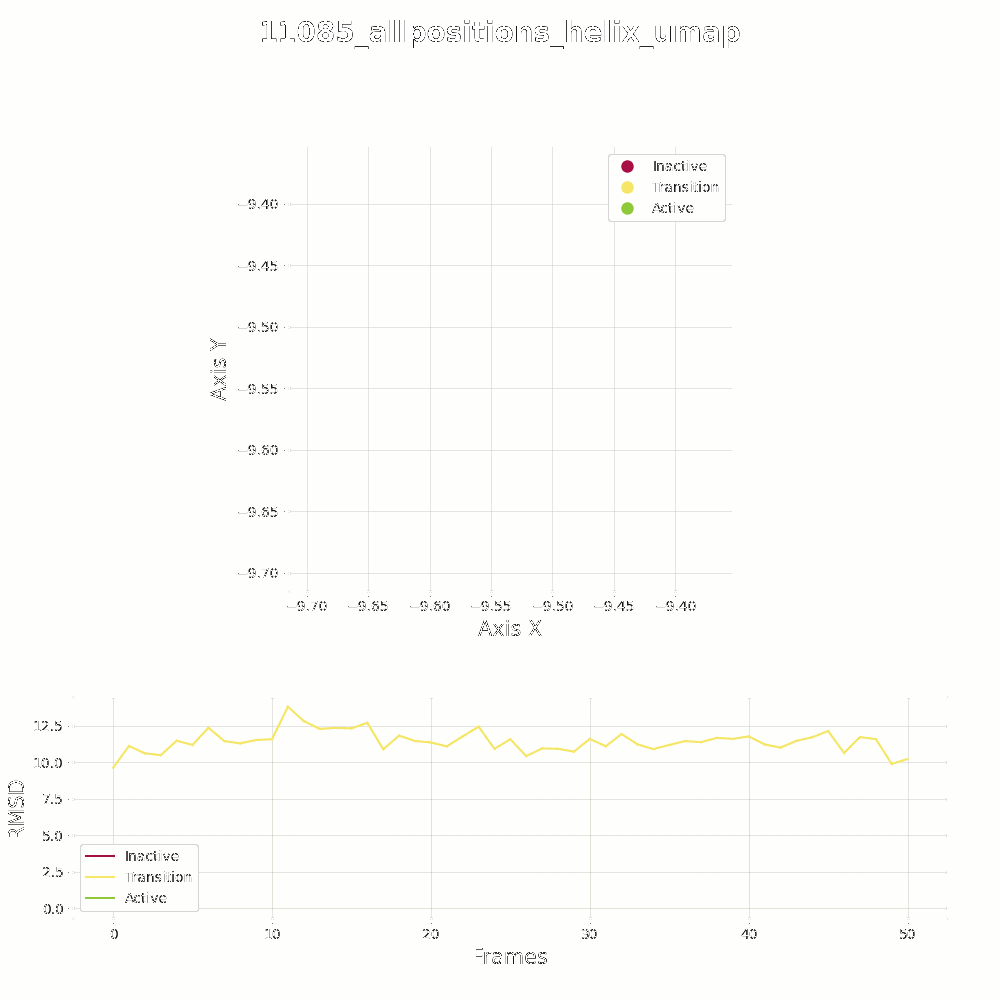 11085_allpositions_helix_umap
Inactive
Transition
Active
−9.40
−9.45
−9.50
−9.55
−9.60
−9.65
−9.70
Axis Y
−9.70 −9.65 −9.60 −9.55 −9.50 −9.45 −9.40
Axis X
12.5
10.0
7.5
5.0
2.5
0.0
RMSD
Inactive
Transition
Active
0 10 20 30 40 50
Frames